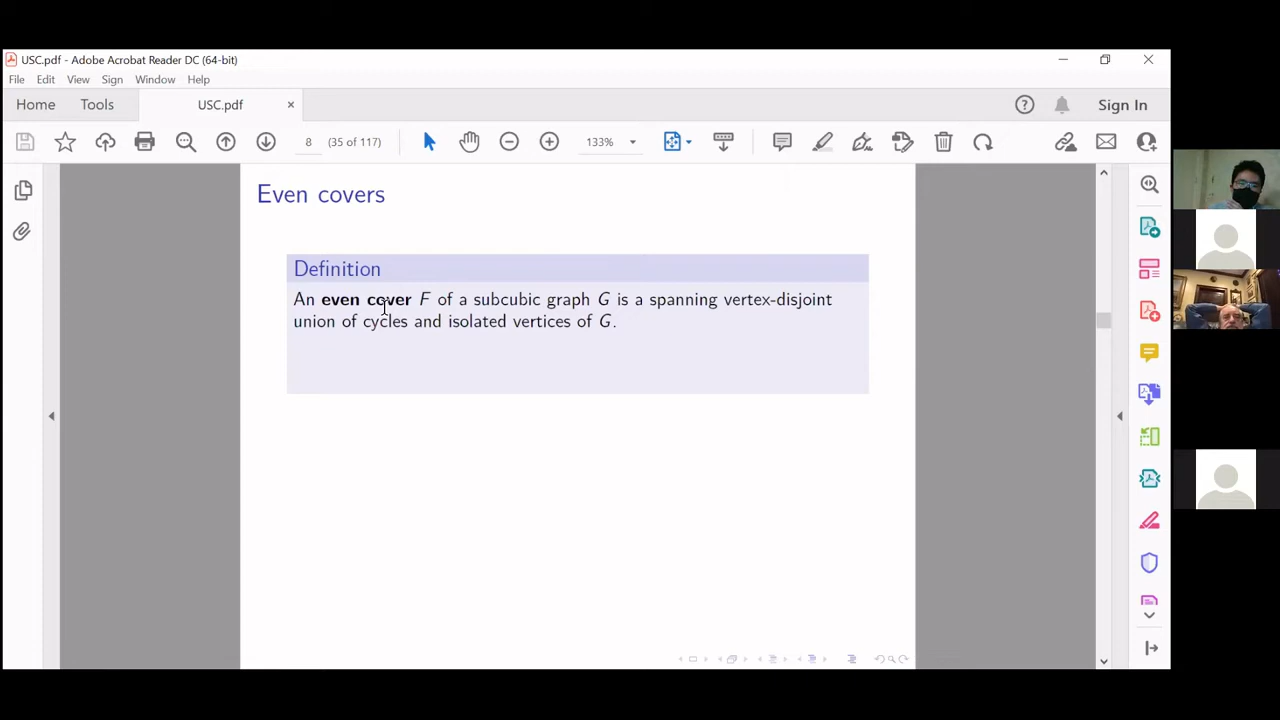 USC.pdf - Adobe Acrobat Reader DC (64-bit)
File Edit View Sign Window Help
Home Tools USC.pdf × Sign In
8 (35 of 117) 133%
Even covers
Definition
An even cover F of a subcubic graph G is a spanning vertex-disjoint
union of cycles and isolated vertices of G.